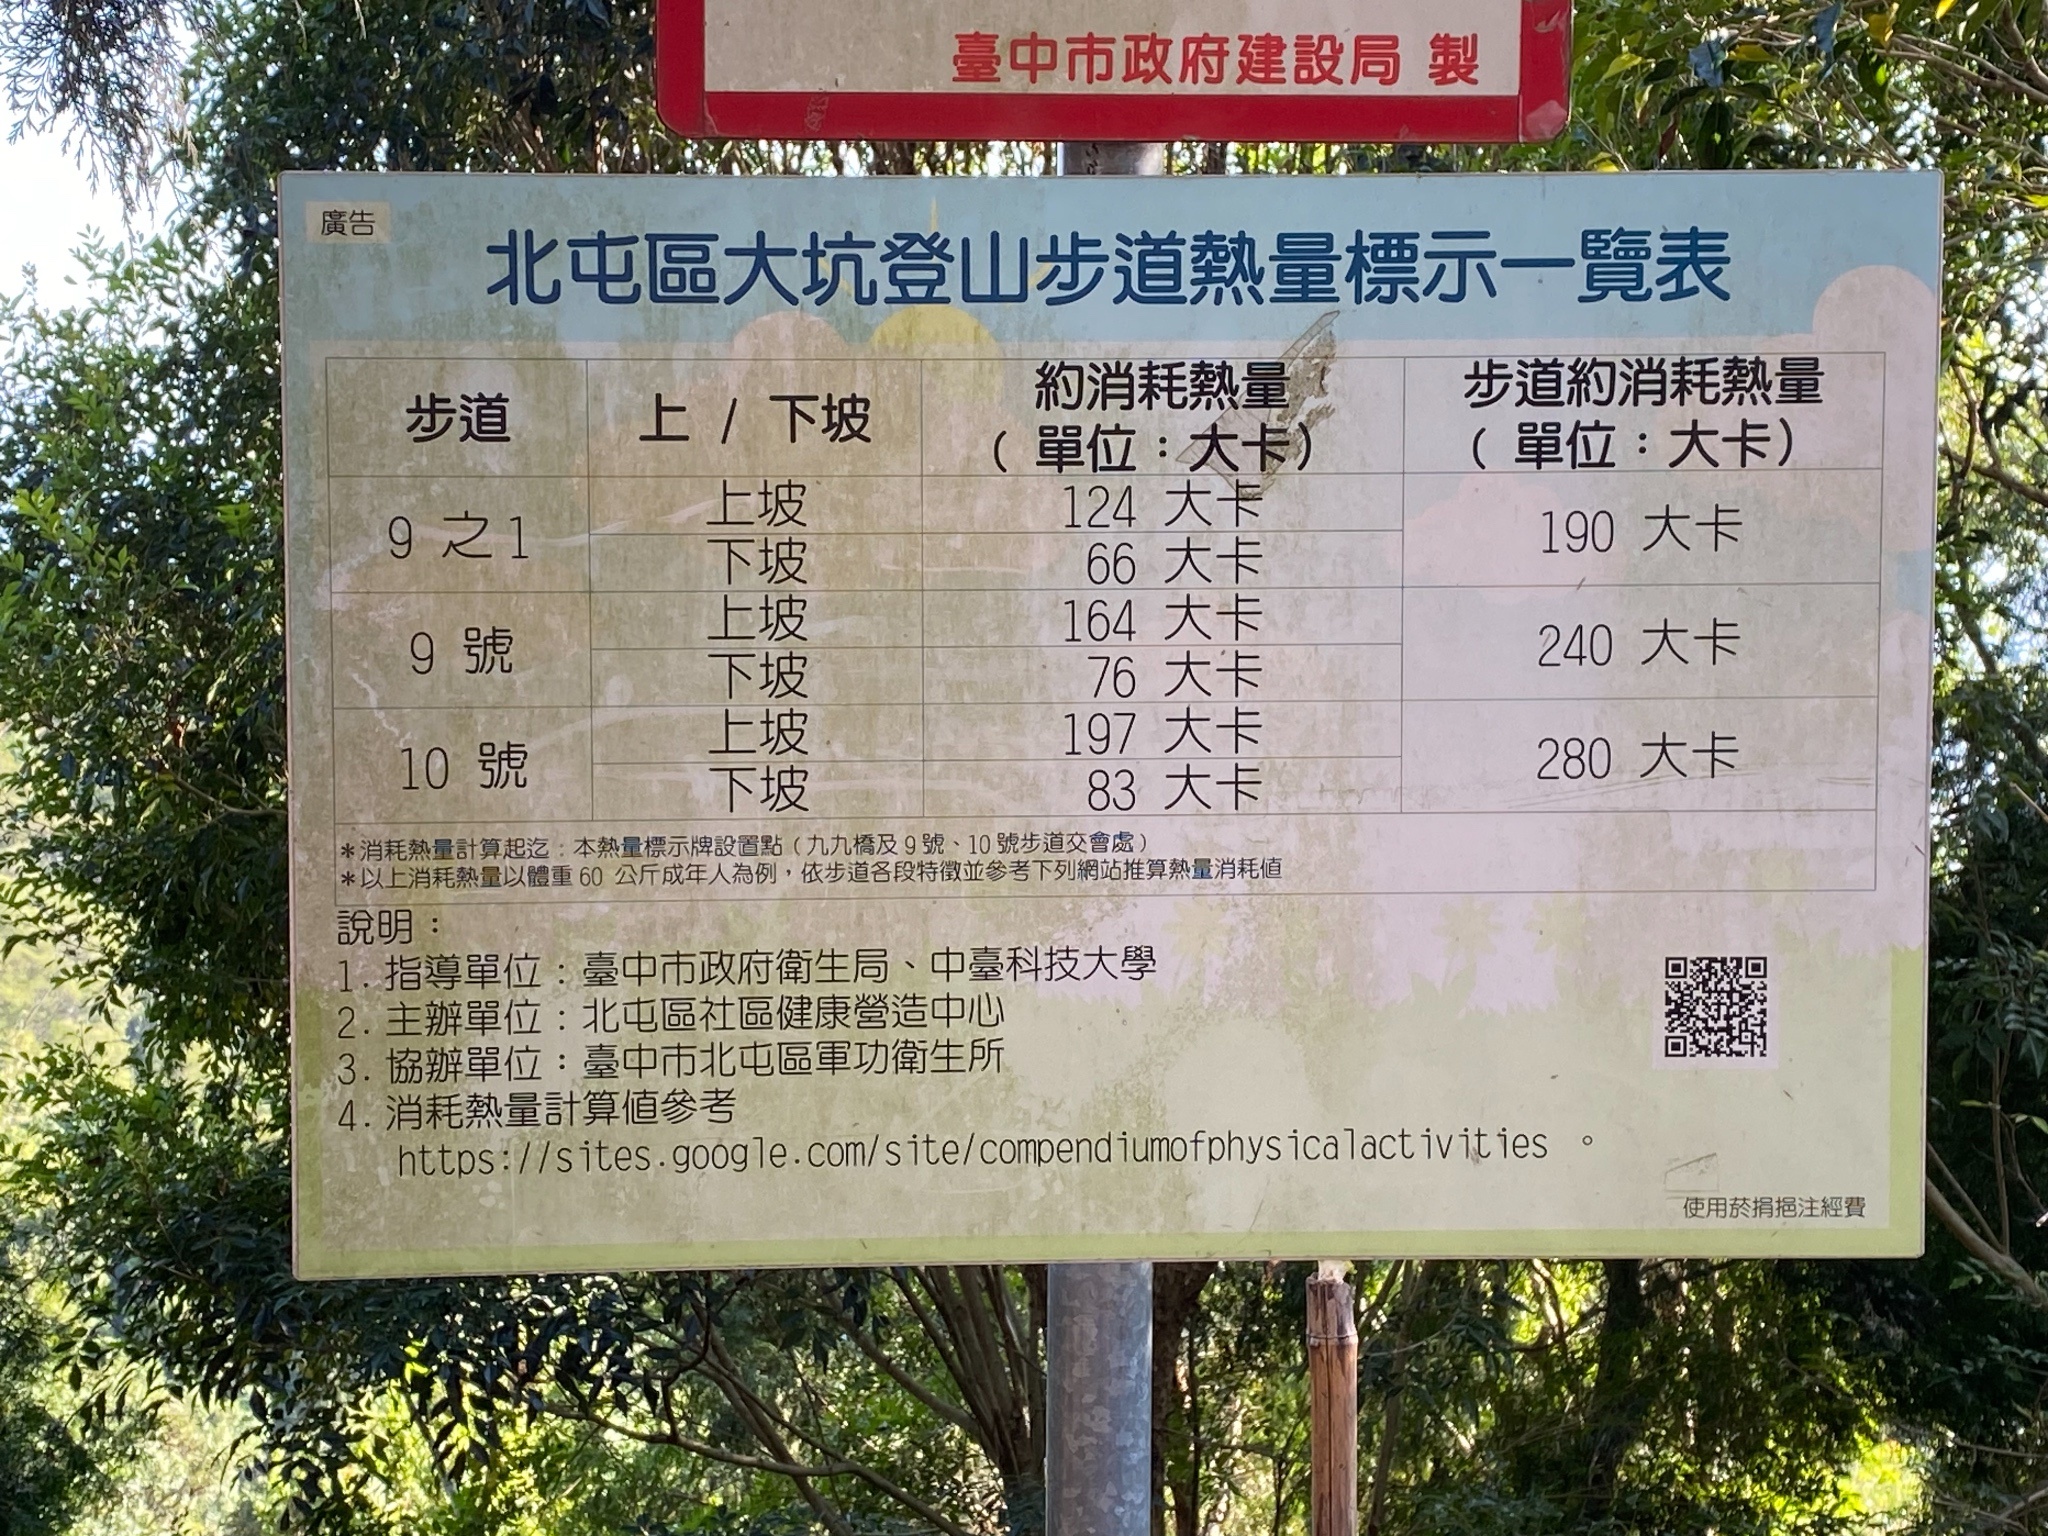 臺中市政府建設局 製
廣告
北屯區大坑登山步道熱量標示一覽表
步道 上 / 下坡 約消耗熱量 (單位:大卡) 步道約消耗熱量 (單位:大卡)
9 之1 上坡 124 大卡 190 大卡
下坡 66 大卡
9 號 上坡 164 大卡 240 大卡
下坡 76 大卡
10 號 上坡 197 大卡 280 大卡
下坡 83 大卡
*消耗熱量計算起迄:本熱量標示牌設置點(九九橋及9號、10號步道交會處)
*以上消耗熱量以體重60 公斤成年人為例,依步道各段特徵並參考下列網站推算熱量消耗值
說明:
1. 指導單位:臺中市政府衛生局、中臺科技大學
2. 主辦單位:北屯區社區健康營造中心
3. 協辦單位:臺中市北屯區軍功衛生所
4. 消耗熱量計算值參考
https://sites.google.com/site/compendiumofphysicalactivities 。
使用菸捐挹注經費